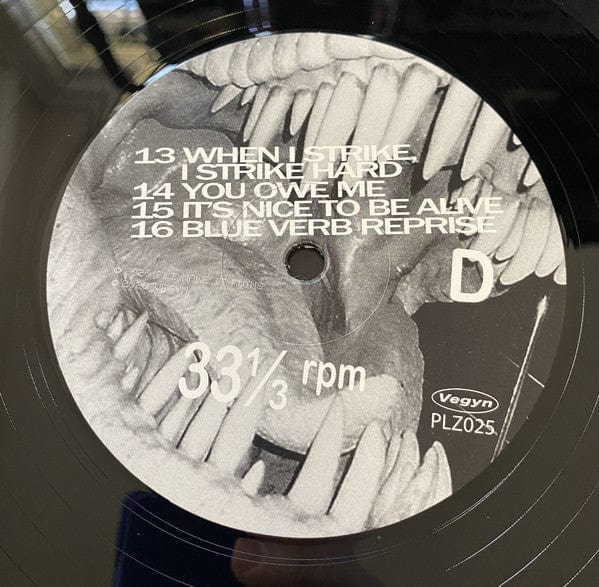 13 WHEN I STRIKE,
I STRIKE HARD
14 YOU OWE ME
15 IT'S NICE TO BE ALIVE
16 BLUE VERB REPRISE
D
33 1/3 rpm
Vegyn
PLZ025